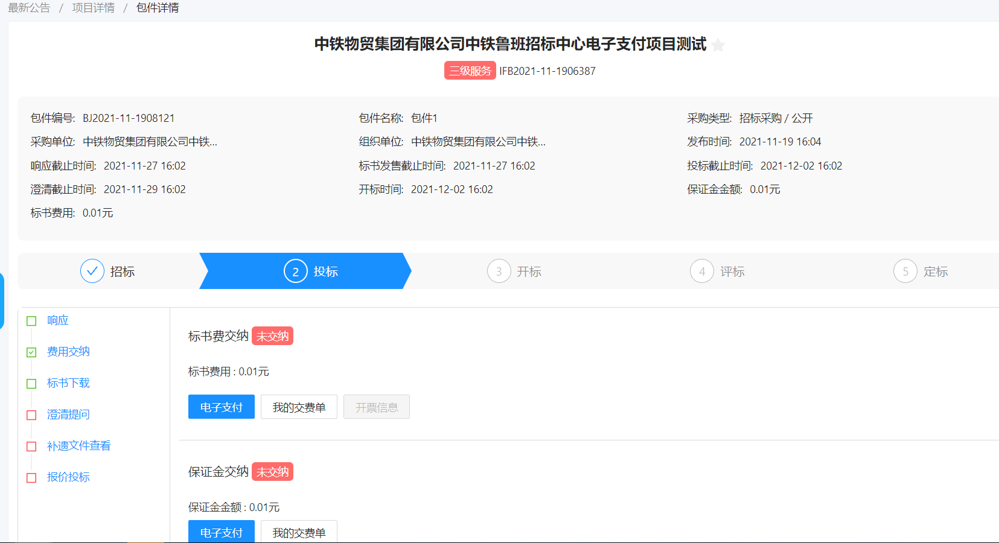 最新公告 / 项目详情 / 包件详情
中铁物贸集团有限公司中铁鲁班招标中心电子支付项目测试
三级服务 IFB2021-11-1906387
包件编号: BJ2021-11-1908121 包件名称: 包件1 采购类型: 招标采购 / 公开
采购单位: 中铁物贸集团有限公司中铁... 组织单位: 中铁物贸集团有限公司中铁... 发布时间: 2021-11-19 16:04
响应截止时间: 2021-11-27 16:02 标书发售截止时间: 2021-11-27 16:02 投标截止时间: 2021-12-02 16:02
澄清截止时间: 2021-11-29 16:02 开标时间: 2021-12-02 16:02 保证金金额: 0.01元
标书费用: 0.01元
招标 2 投标 3 开标 4 评标 5 定标
响应
费用交纳
标书下载
澄清提问
补遗文件查看
报价投标
标书费交纳 未交纳
标书费用 : 0.01元
电子支付 我的交费单 开票信息
保证金交纳 未交纳
保证金金额 : 0.01元
电子支付 我的交费单